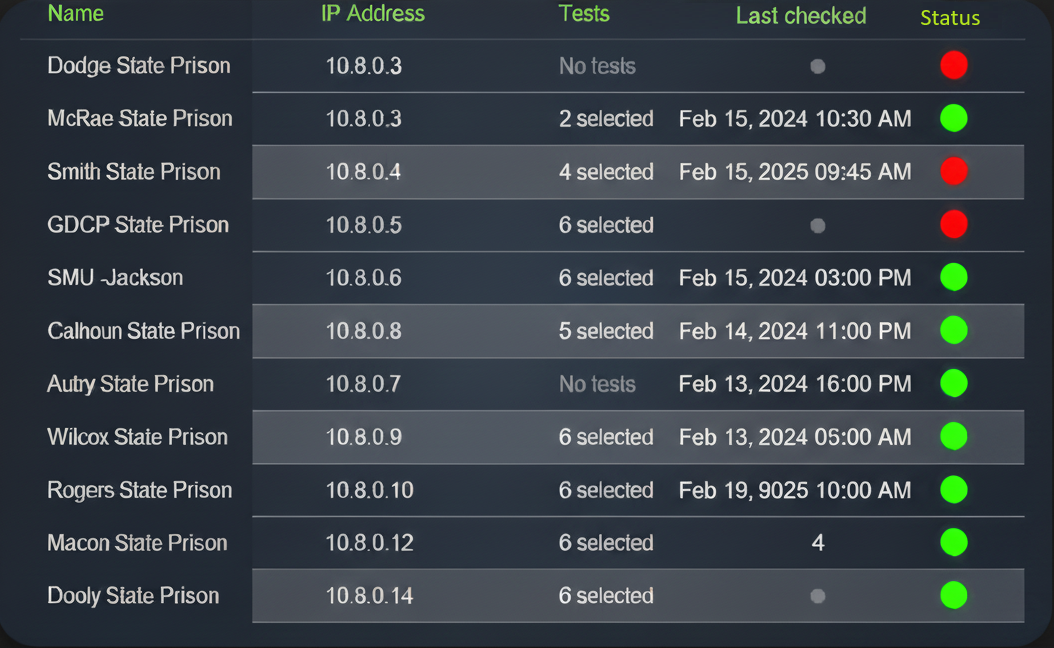 Name IP Address Tests Last checked Status
Dodge State Prison 10.8.0.3 No tests
McRae State Prison 10.8.0.3 2 selected Feb 15, 2024 10:30 AM
Smith State Prison 10.8.0.4 4 selected Feb 15, 2025 09:45 AM
GDCP State Prison 10.8.0.5 6 selected
SMU -Jackson 10.8.0.6 6 selected Feb 15, 2024 03:00 PM
Calhoun State Prison 10.8.0.8 5 selected Feb 14, 2024 11:00 PM
Autry State Prison 10.8.0.7 No tests Feb 13, 2024 16:00 PM
Wilcox State Prison 10.8.0.9 6 selected Feb 13, 2024 05:00 AM
Rogers State Prison 10.8.0.10 6 selected Feb 19, 9025 10:00 AM
Macon State Prison 10.8.0.12 6 selected 4
Dooly State Prison 10.8.0.14 6 selected